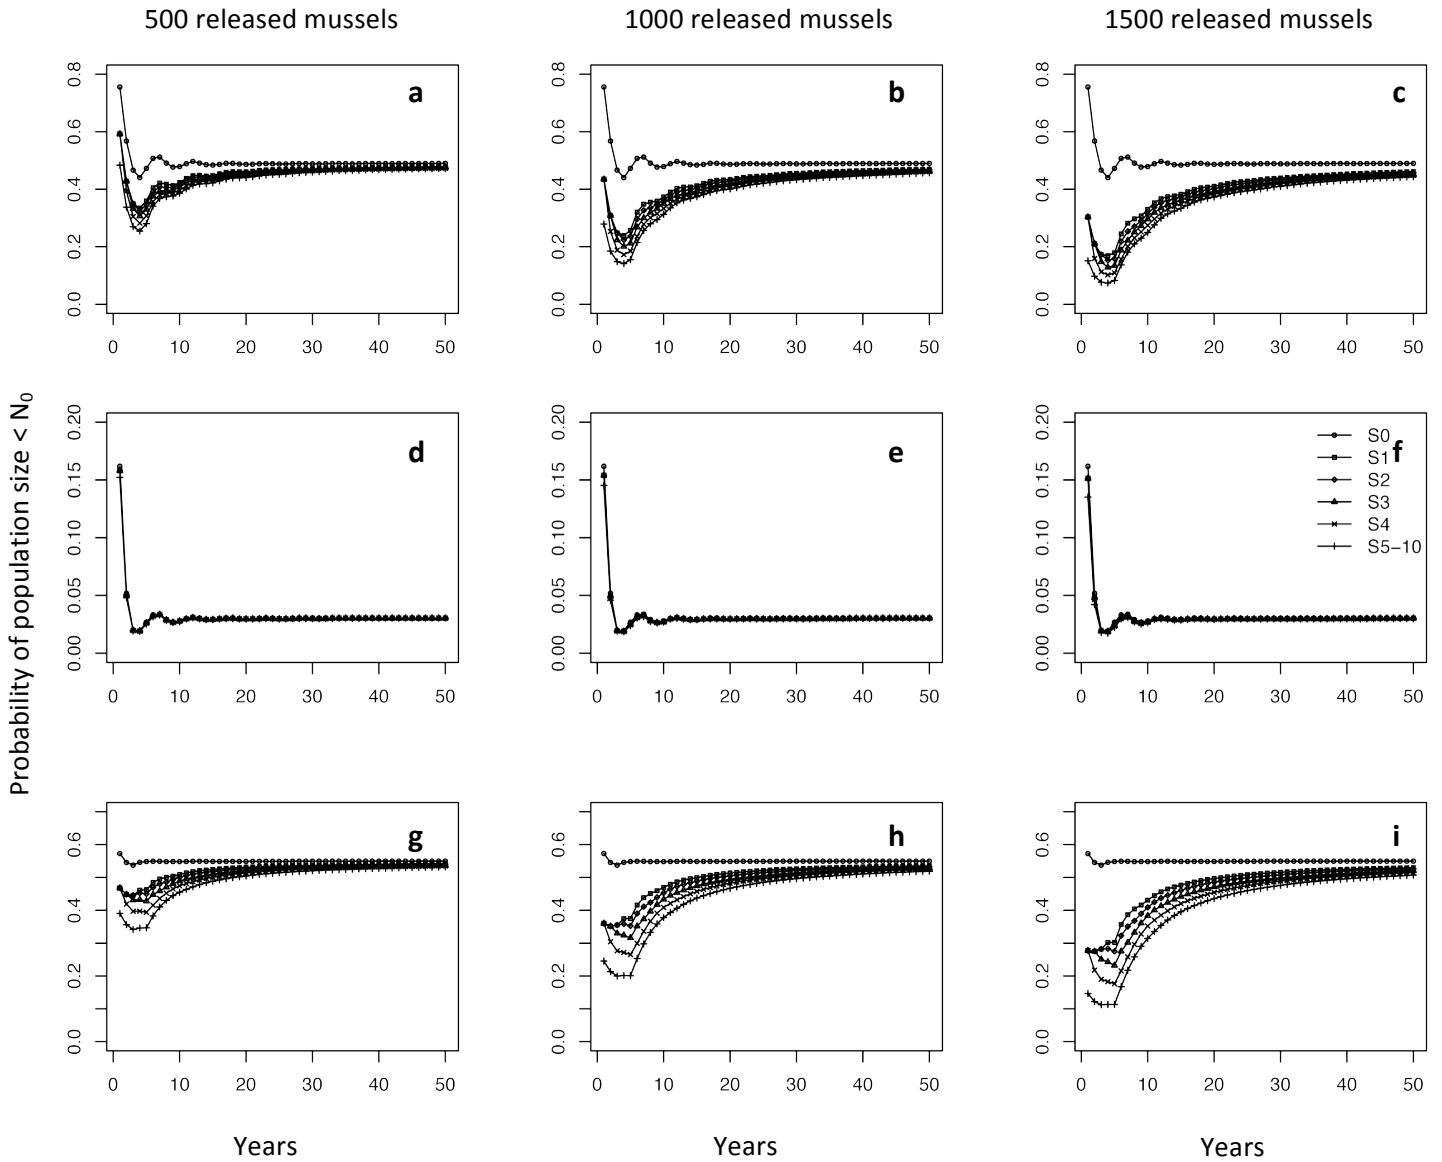 500 released mussels
1000 released mussels
1500 released mussels
Probability of population size < N0
a
0.8
0.6
0.4
0.2
0.0
0 10 20 30 40 50
b
0.8
0.6
0.4
0.2
0.0
0 10 20 30 40 50
c
0.8
0.6
0.4
0.2
0.0
0 10 20 30 40 50
d
0.20
0.15
0.10
0.05
0.00
0 10 20 30 40 50
e
0.20
0.15
0.10
0.05
0.00
0 10 20 30 40 50
f
0.20
0.15
0.10
0.05
0.00
S0
S1
S2
S3
S4
S5-10
0 10 20 30 40 50
g
0.6
0.4
0.2
0.0
0 10 20 30 40 50
h
0.6
0.4
0.2
0.0
0 10 20 30 40 50
i
0.6
0.4
0.2
0.0
0 10 20 30 40 50
Years
Years
Years